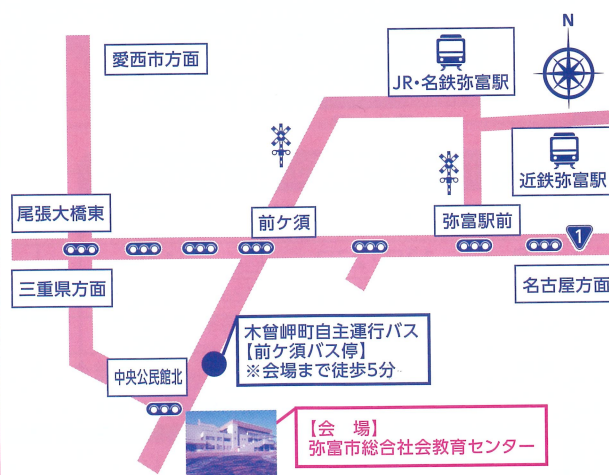 N
愛西市方面
JR・名鉄弥富駅
近鉄弥富駅
尾張大橋東
前ケ須
弥富駅前
1
三重県方面
名古屋方面
木曾岬町自主運行バス
【前ケ須バス停】
※会場まで徒歩5分
中央公民館北
【会　場】
弥富市総合社会教育センター